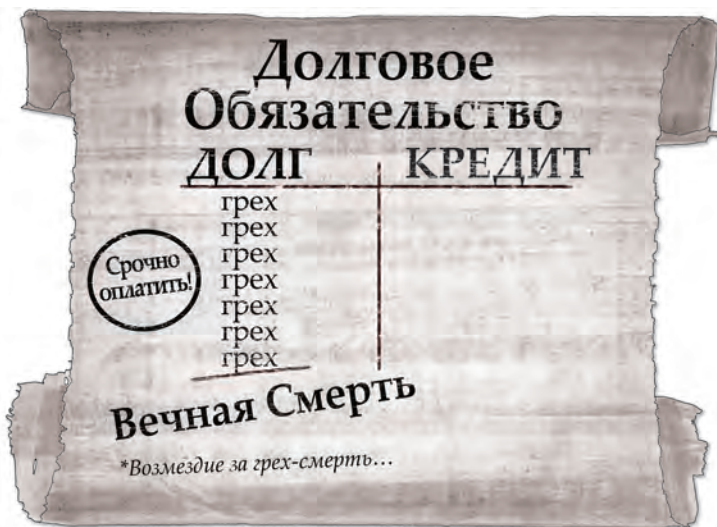 Долговое
Обязательство
ДОЛГ КРЕДИТ
грех
грех
грех
грех
грех
грех
грех
Срочно
оплатить!
Вечная Смерть
*Возмездие за грех-смерть...